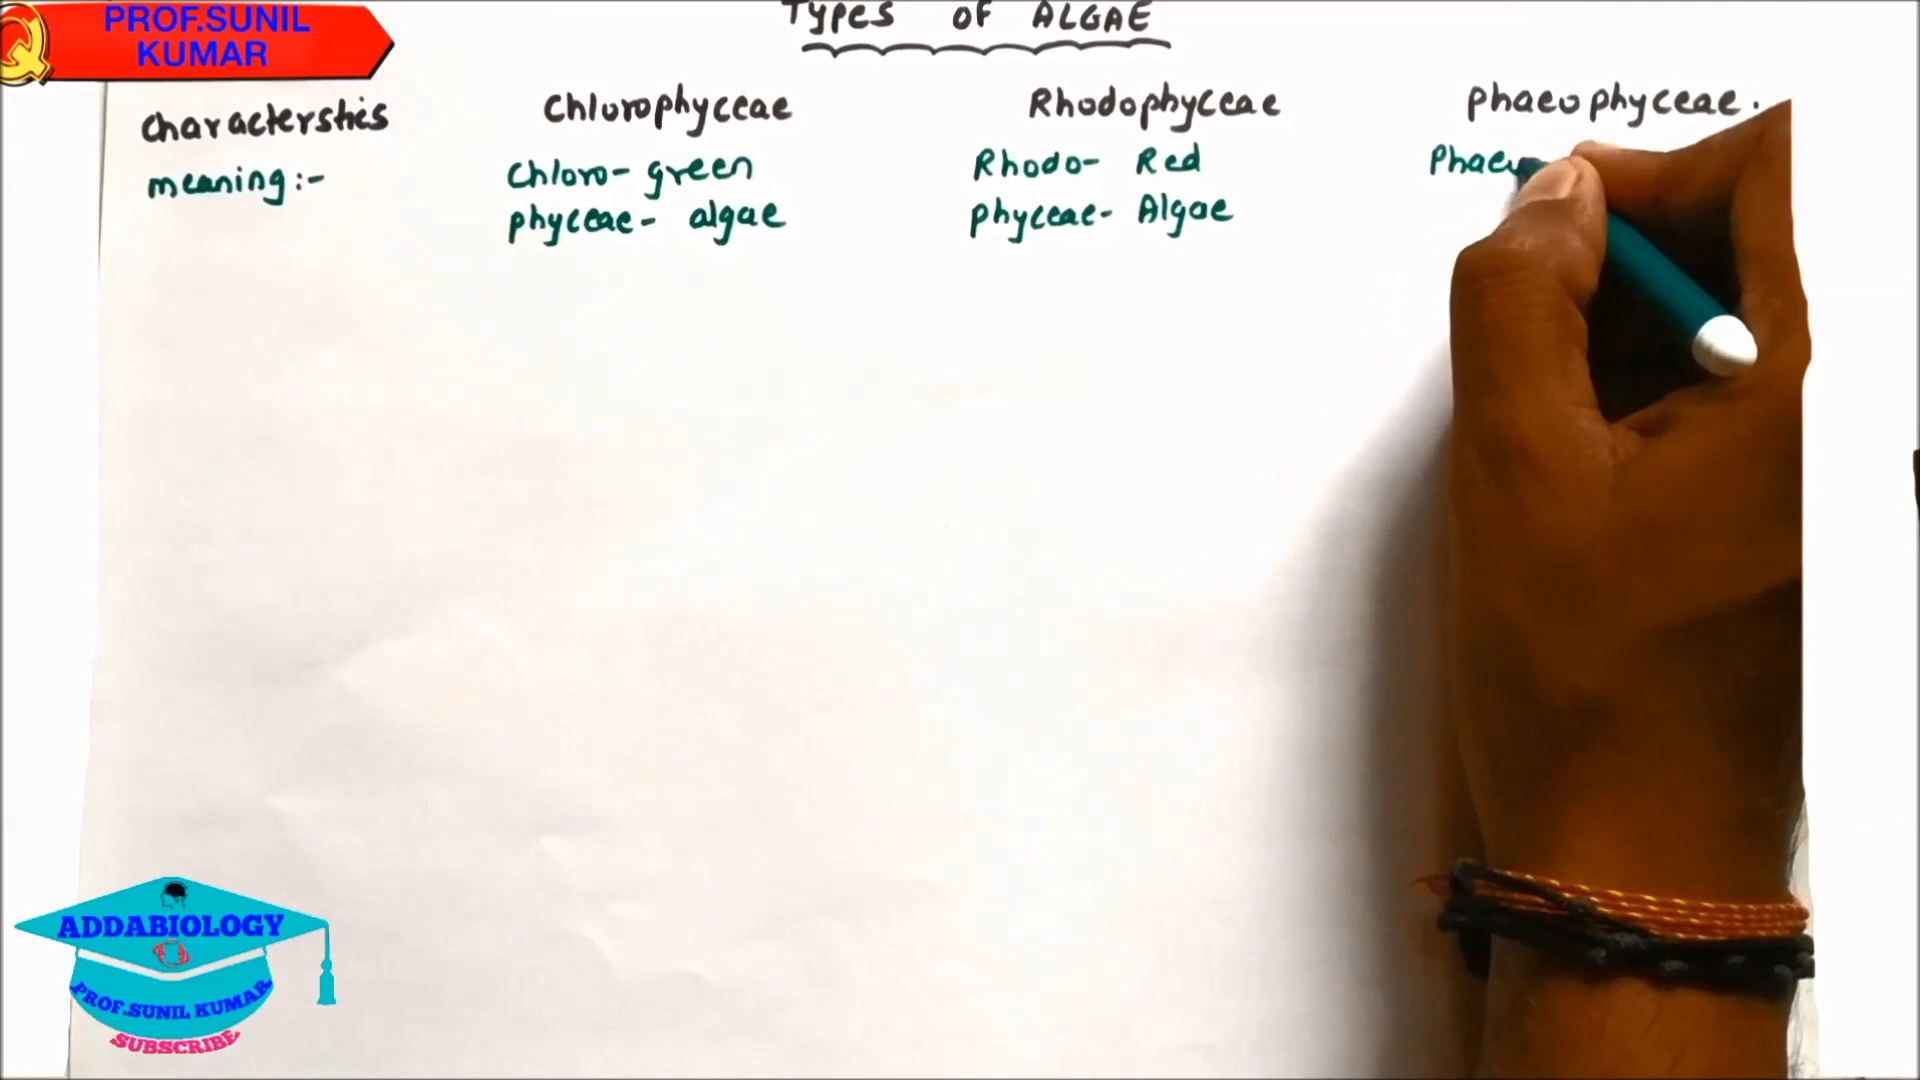 PROF.SUNIL
KUMAR
TYPES OF ALGAE
characterstics
chlorophyceae
Rhodophyceae
phaeophyceae.
meaning:-
chloro- green
phyceae- algae
Rhodo- Red
phyceae- Algae
Phaeo
ADDABIOLOGY
PROF.SUNIL KUMAR
SUBSCRIBE